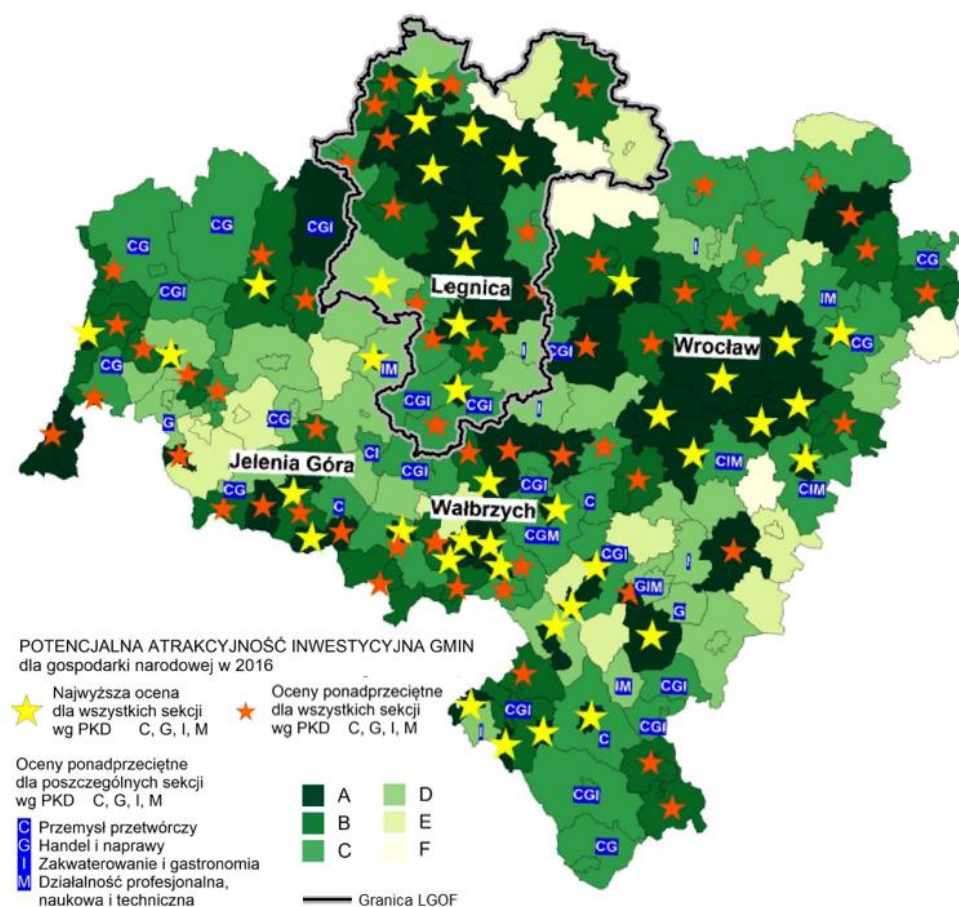 CG
CG
CGI
CGI
CG
CG
G
CG
IM
CI
CGI
CGI
CGI
I
CGI
I
I
IM
CG
CG
CIM
CIM
CG
C
CGI
C
CGM
CGI
I
GIM
G
IM
CGI
CGI
I
C
CGI
CGI
CG
Legnica
Wrocław
Jelenia Góra
Wałbrzych
POTENCJALNA ATRAKCYJNOŚĆ INWESTYCYJNA GMIN
dla gospodarki narodowej w 2016
Najwyższa ocena
dla wszystkich sekcji
wg PKD C, G, I, M
Oceny ponadprzeciętne
dla wszystkich sekcji
wg PKD C, G, I, M
Oceny ponadprzeciętne
dla poszczególnych sekcji
wg PKD C, G, I, M
C Przemysł przetwórczy
G Handel i naprawy
I Zakwaterowanie i gastronomia
M Działalność profesjonalna,
naukowa i techniczna
A
B
C
D
E
F
Granica LGOF